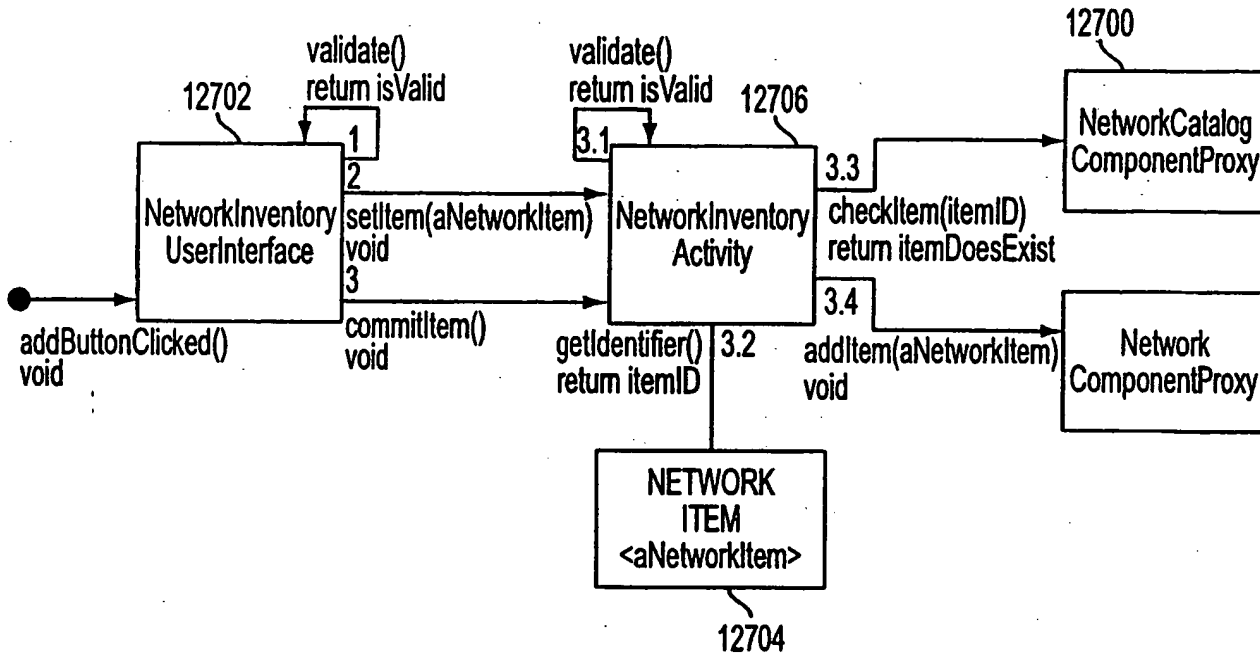 12700
validate()
return isValid
validate()
return isValid
12702
12706
1
3.1
NetworkCatalog
ComponentProxy
2
3.3
NetworkInventory
UserInterface
setItem(aNetworkItem)
void
NetworkInventory
Activity
checkItem(itemID)
return itemDoesExist
3
3.4
addButtonClicked()
void
commitItem()
void
getIdentifier()
return itemID
3.2
addItem(aNetworkItem)
void
Network
ComponentProxy
NETWORK
ITEM
<aNetworkItem>
12704